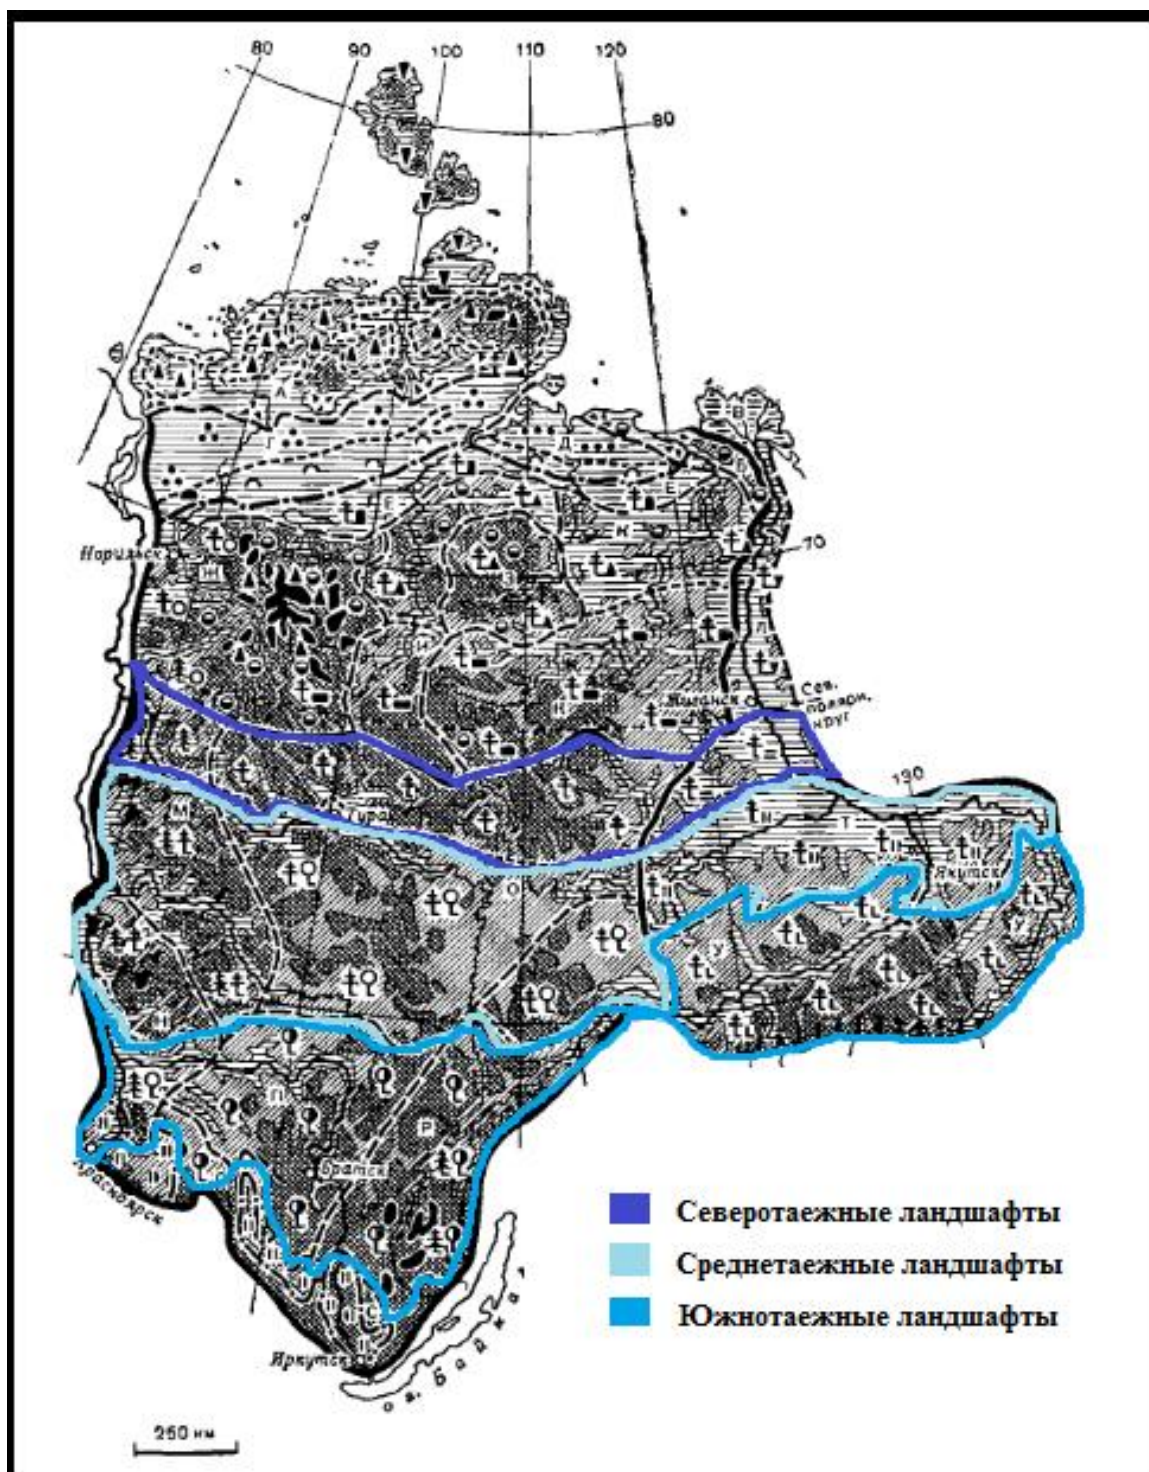 80
90
100
110
120
80
В
Г
Д
Е
Е
К
70
Норильск
Ж
З
И
Л
Жиганск
Сев.
полярн.
круг
130
Тура
М
О
Т
Якутск
У
У
Н
П
Р
Братск
Красноярск
Иркутск
оз. Байкал
Северотаежные ландшафты
Среднетаежные ландшафты
Южнотаежные ландшафты
250 км